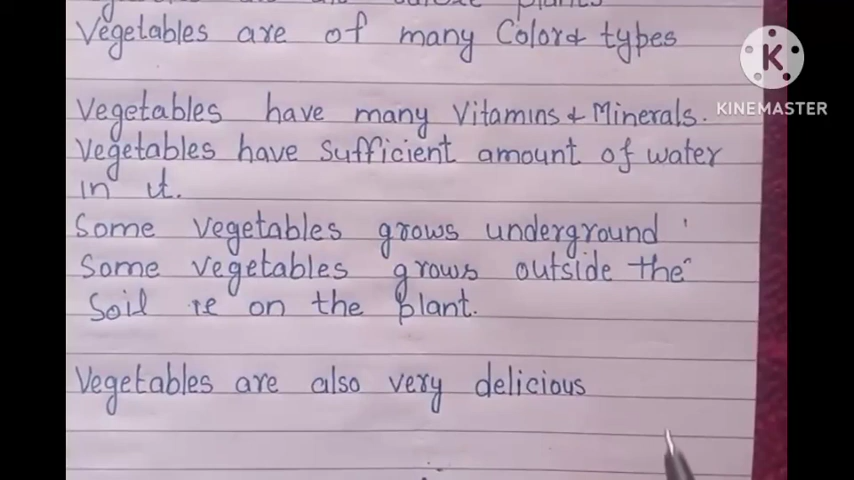 plants
Vegetables are of many Color & types
Vegetables have many Vitamins & Minerals.
Vegetables have sufficient amount of water
in it.
Some vegetables grows underground
Some vegetables grows outside the
Soil ie on the plant.
Vegetables are also very delicious
KINEMASTER